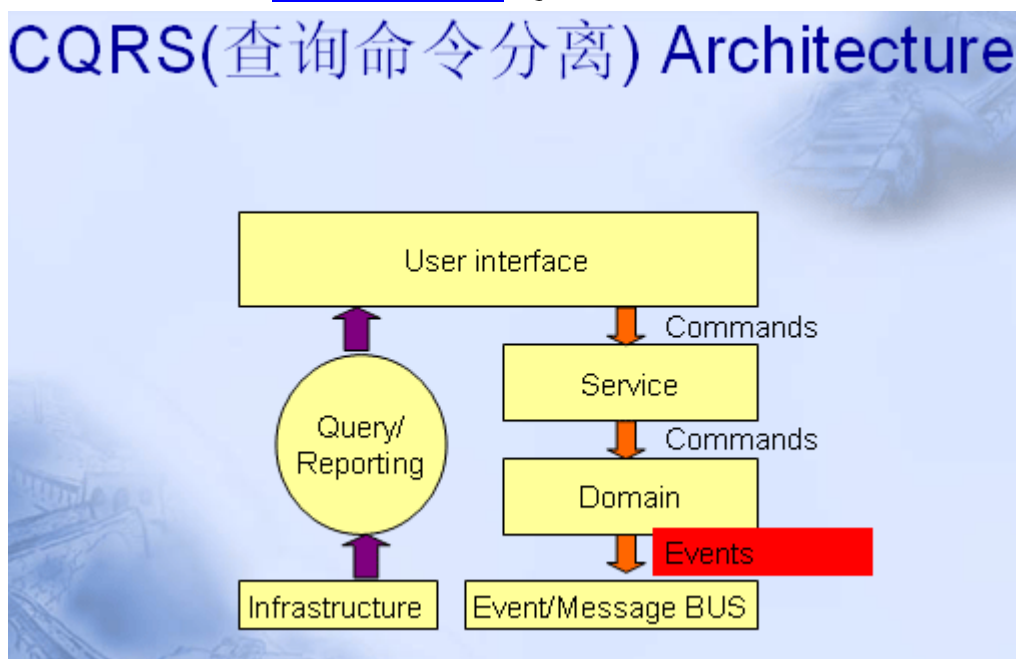 CQRS(查询命令分离) Architecture
User interface
Commands
Service
Query/
Reporting
Commands
Domain
Events
Infrastructure
Event/Message BUS